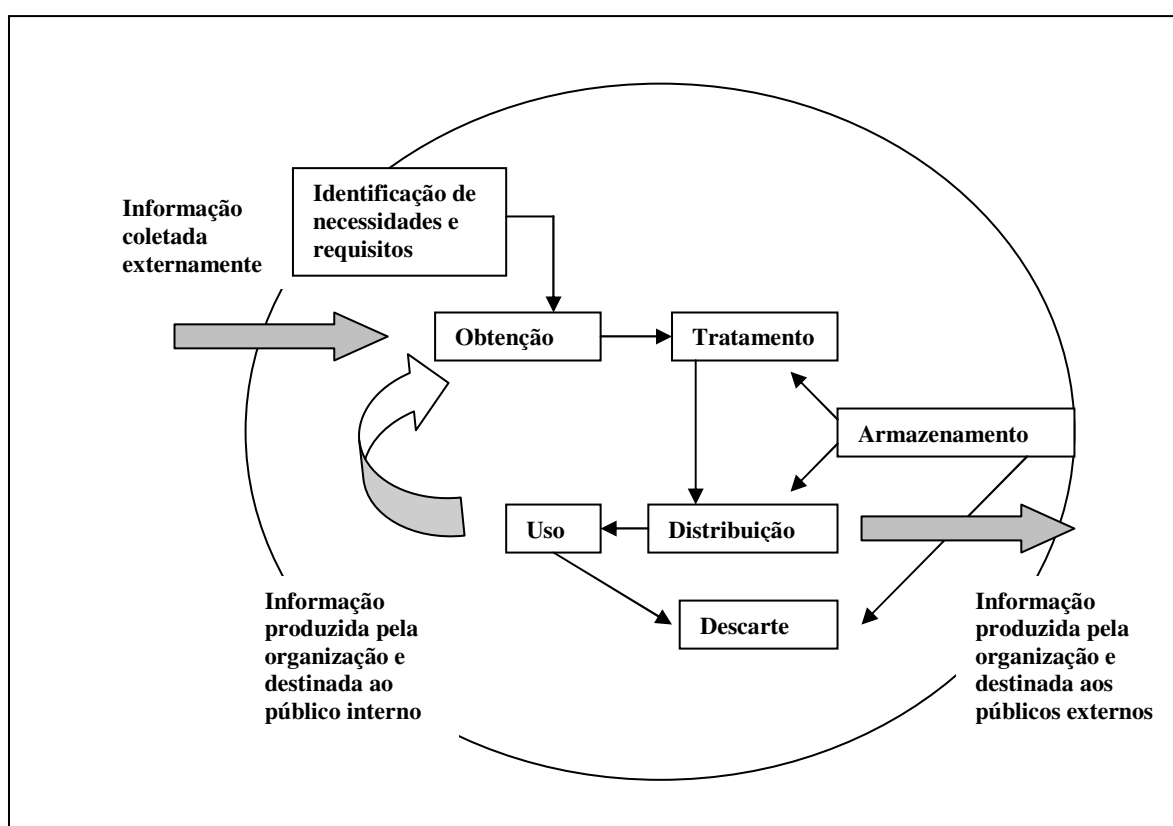 Informação
coletada
externamente
Identificação de
necessidades e
requisitos
Obtenção
Tratamento
Armazenamento
Uso
Distribuição
Descarte
Informação
produzida pela
organização e
destinada ao
público interno
Informação
produzida pela
organização e
destinada aos
públicos externos